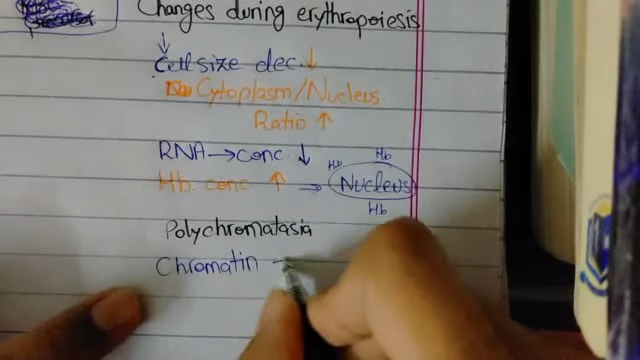 Changes during erythropoiesis
↓
Cell size dec. ↓
Cytoplasm/Nucleus
Ratio ↑
RNA → conc. ↓
Hb Hb
Hb. conc ↑ → Nucleus
Hb
Polychromatasia
Chromatin -